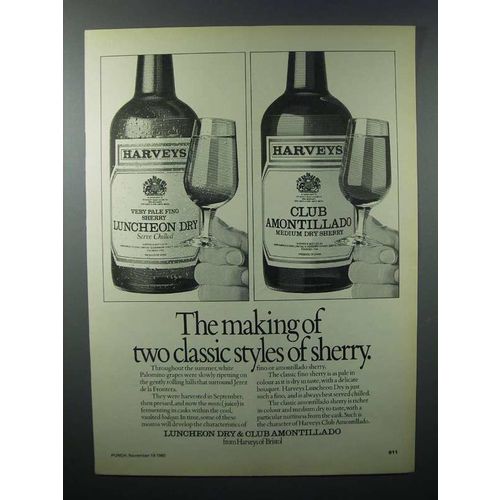 HARVEYS
VERY PALE FINO
SHERRY
LUNCHEON DRY
Serve Chilled
HARVEYS
CLUB
AMONTILLADO
MEDIUM DRY SHERRY
The making of
two classic styles of sherry.
Throughout the summer, white
Palomino grapes were slowly ripening on
the gently rolling hills that surround Jerez
de la Frontera.
They were harvested in September,
then pressed, and now the mosto (juice) is
fermenting in casks within the cool,
vaulted bodegas. In time, some of these
mostos will develop the characteristics of
fino or amontillado sherry.
The classic fino sherry is as pale in
colour as it is dry to taste, with a delicate
bouquet. Harveys Luncheon Dry is just
such a fino, and is always best served chilled.
The classic amontillado sherry is richer
in colour and medium dry to taste, with a
particular nuttiness from the cask. Such is
the character of Harveys Club Amontillado.
LUNCHEON DRY & CLUB AMONTILLADO
from Harveys of Bristol
PUNCH, November 19 1980
911